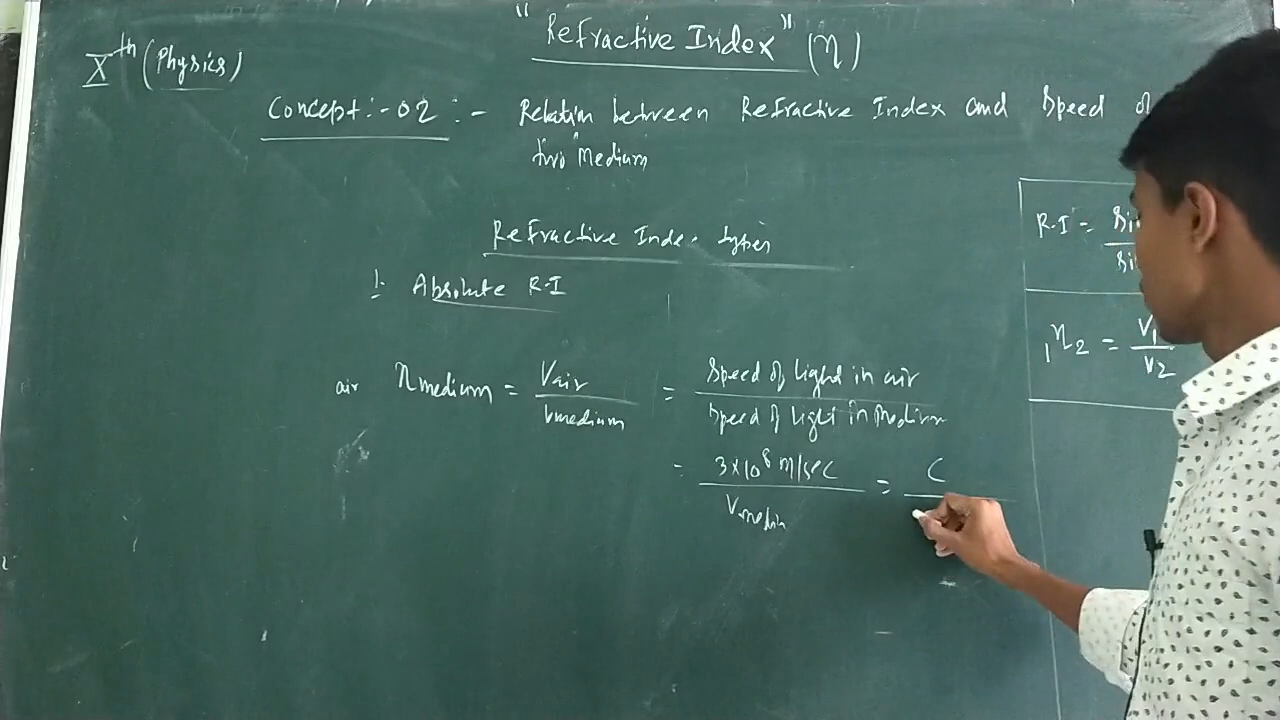 "Refractive Index" (η)
Xth (Physics)
Concept :- 02 :- Relation between Refractive Index and Speed of
two Medium
Refractive Index types
1. Absolute R.I
air ηmedium = Vair / Vmedium = Speed of light in air / Speed of light in Medium
= 3×10⁸ m/sec / Vmedium = C
R.I = Si / Si
₁η₂ = V₁ / V₂